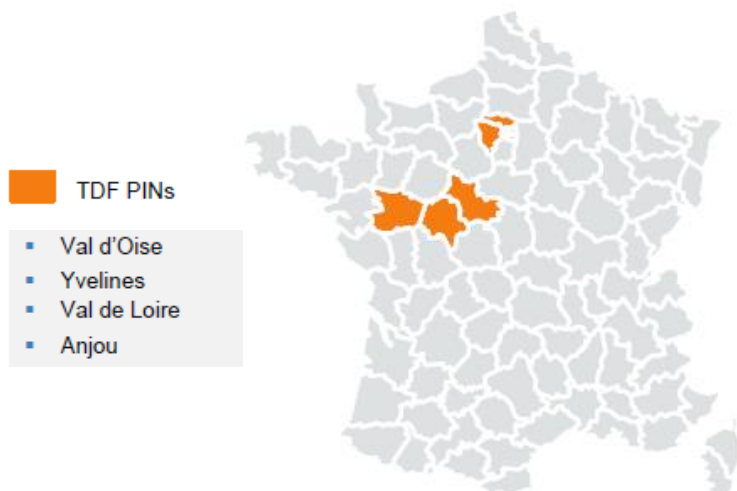 TDF PINs
Val d'Oise
Yvelines
Val de Loire
Anjou